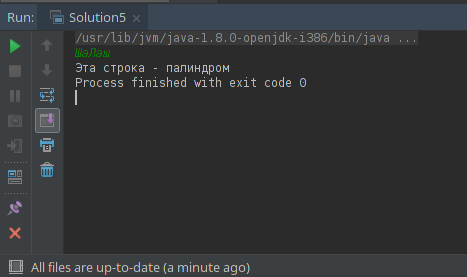 Run: Solution5
/usr/lib/jvm/java-1.8.0-openjdk-i386/bin/java ...
ШаЛаш
Эта строка - палиндром
Process finished with exit code 0
All files are up-to-date (a minute ago)